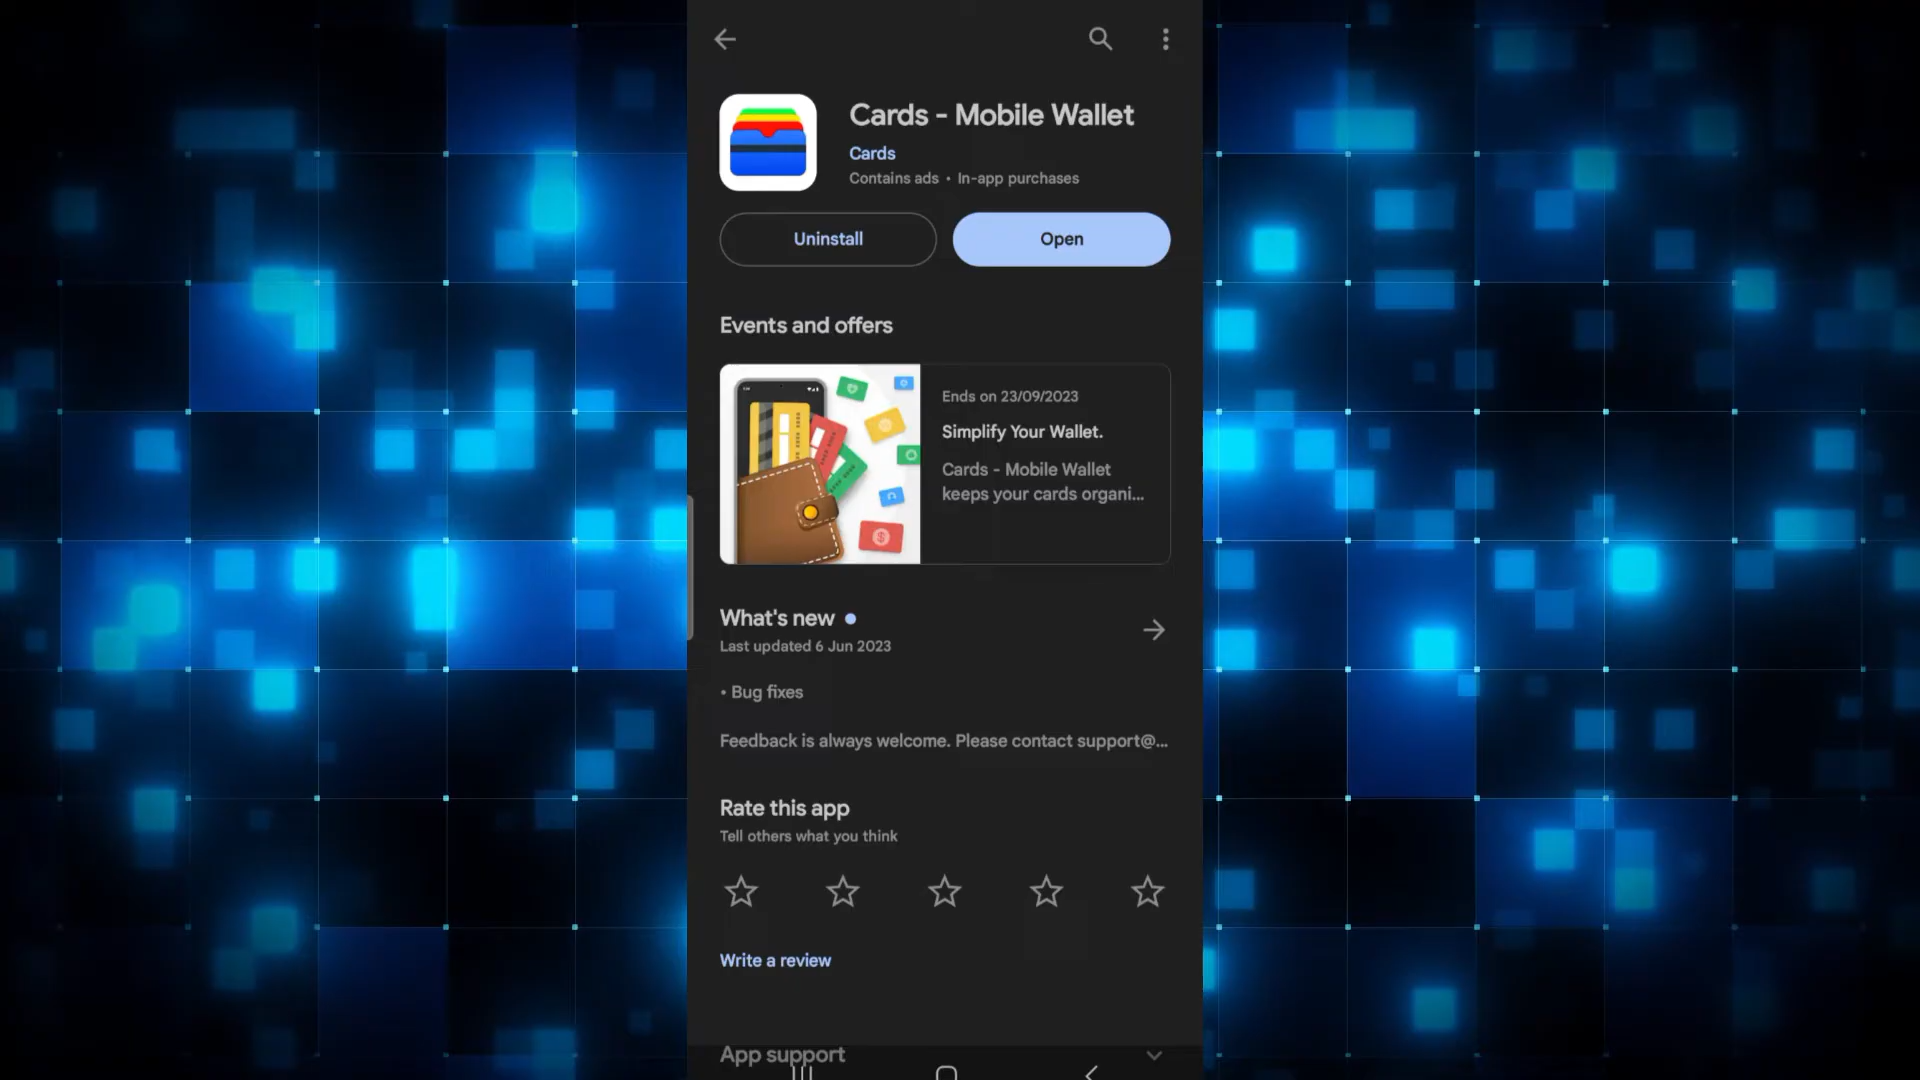 Cards - Mobile Wallet
Cards
Contains ads • In-app purchases
Uninstall
Open
Events and offers
Ends on 23/09/2023
Simplify Your Wallet.
Cards - Mobile Wallet
keeps your cards organi...
What's new
Last updated 6 Jun 2023
• Bug fixes
Feedback is always welcome. Please contact support@...
Rate this app
Tell others what you think
Write a review
App support